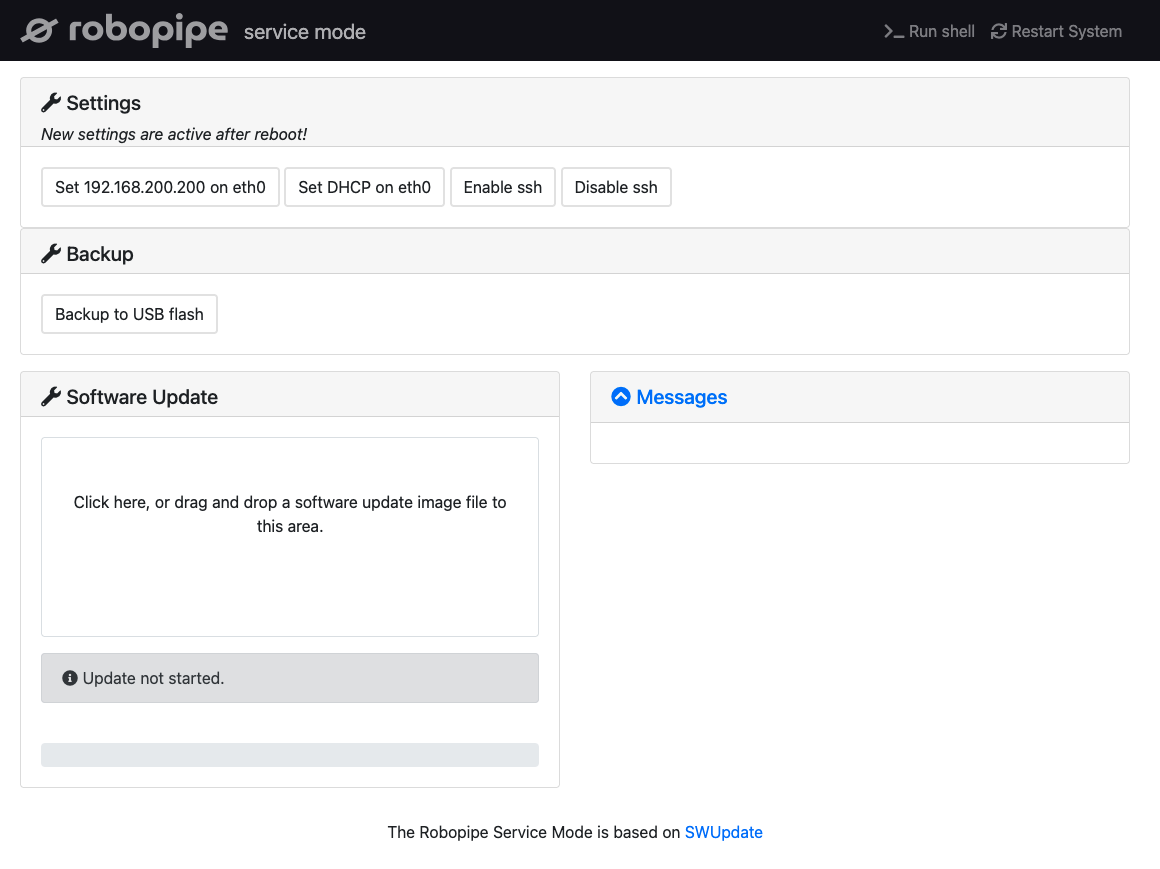 robopipe service mode
Run shell
Restart System
Settings
New settings are active after reboot!
Set 192.168.200.200 on eth0
Set DHCP on eth0
Enable ssh
Disable ssh
Backup
Backup to USB flash
Software Update
Click here, or drag and drop a software update image file to
this area.
Update not started.
Messages
The Robopipe Service Mode is based on SWUpdate